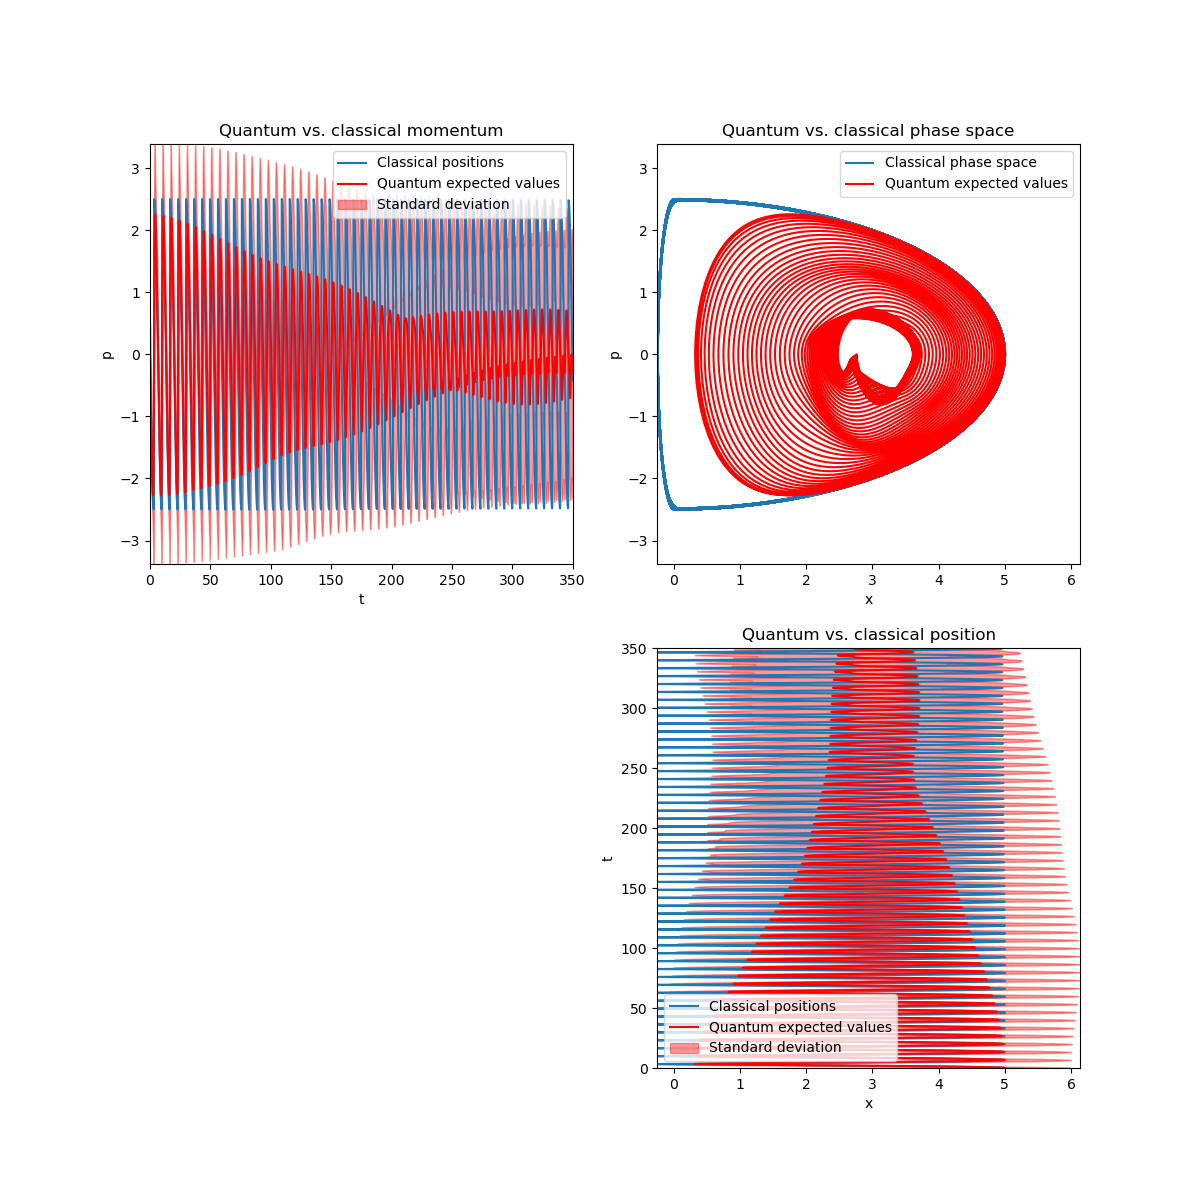 Quantum vs. classical momentum
3
2
1
0
−1
−2
−3
p
Classical positions
Quantum expected values
Standard deviation
0 50 100 150 200 250 300 350
t
Quantum vs. classical phase space
3
2
1
0
−1
−2
−3
p
Classical phase space
Quantum expected values
0 1 2 3 4 5 6
x
Quantum vs. classical position
350
300
250
200
150
100
50
0
t
Classical positions
Quantum expected values
Standard deviation
0 1 2 3 4 5 6
x